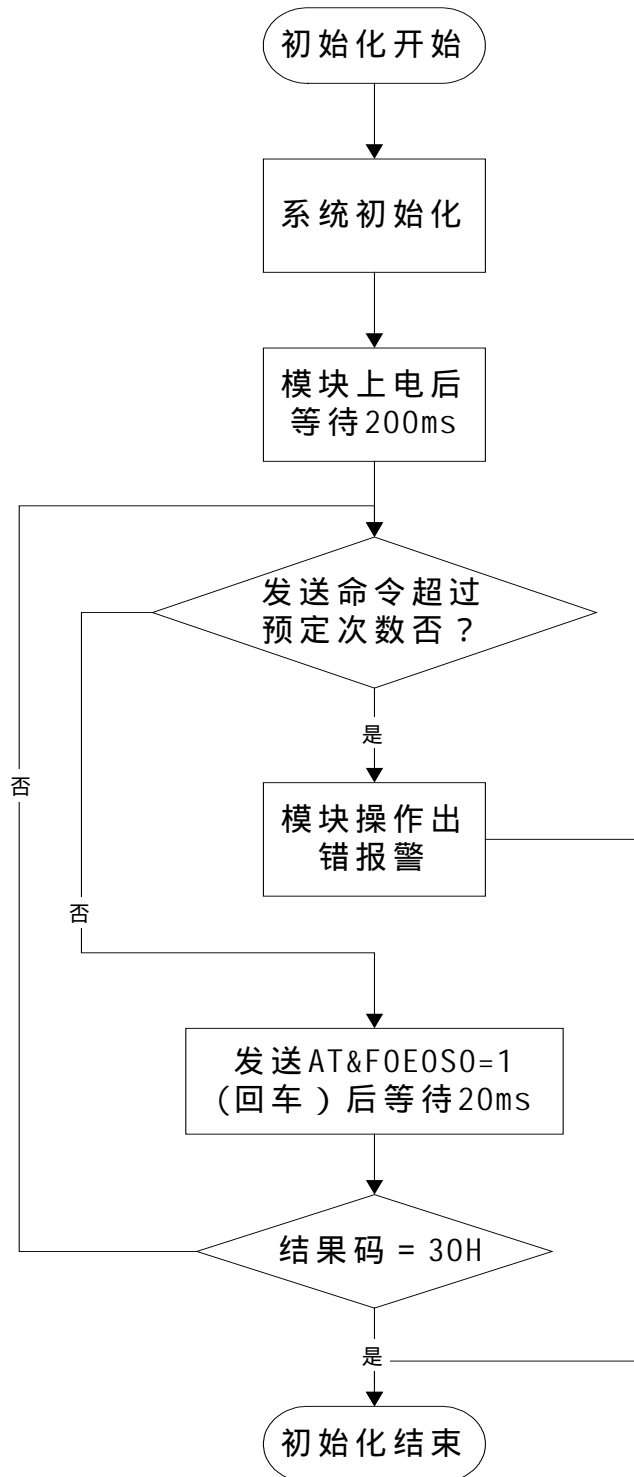 初始化开始
系统初始化
模块上电后
等待200ms
发送命令超过
预定次数否？
是
否
模块操作出
错报警
否
发送AT&F0E0S0=1
(回车）后等待20ms
结果码 = 30H
是
初始化结束